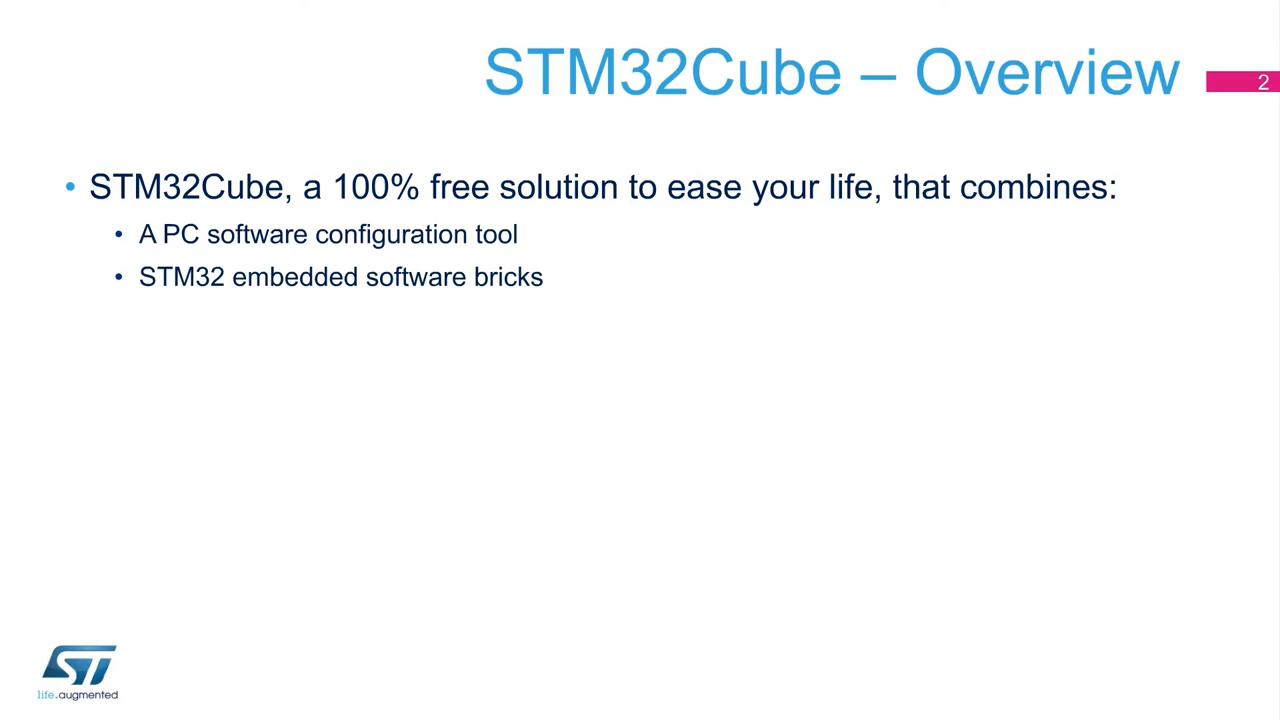 STM32Cube – Overview
2
• STM32Cube, a 100% free solution to ease your life, that combines:
• A PC software configuration tool
• STM32 embedded software bricks
ST
life.augmented